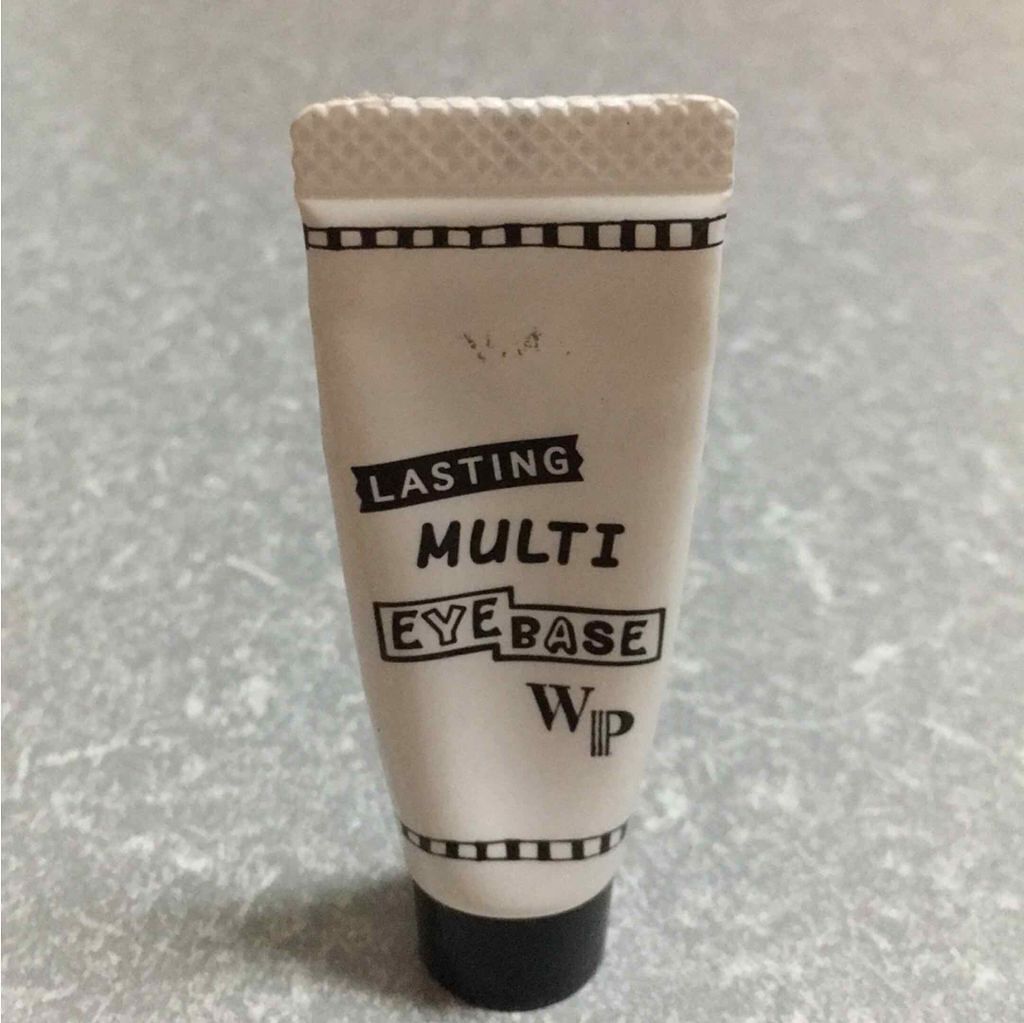 LASTING
MULTI
EYE BASE
WP